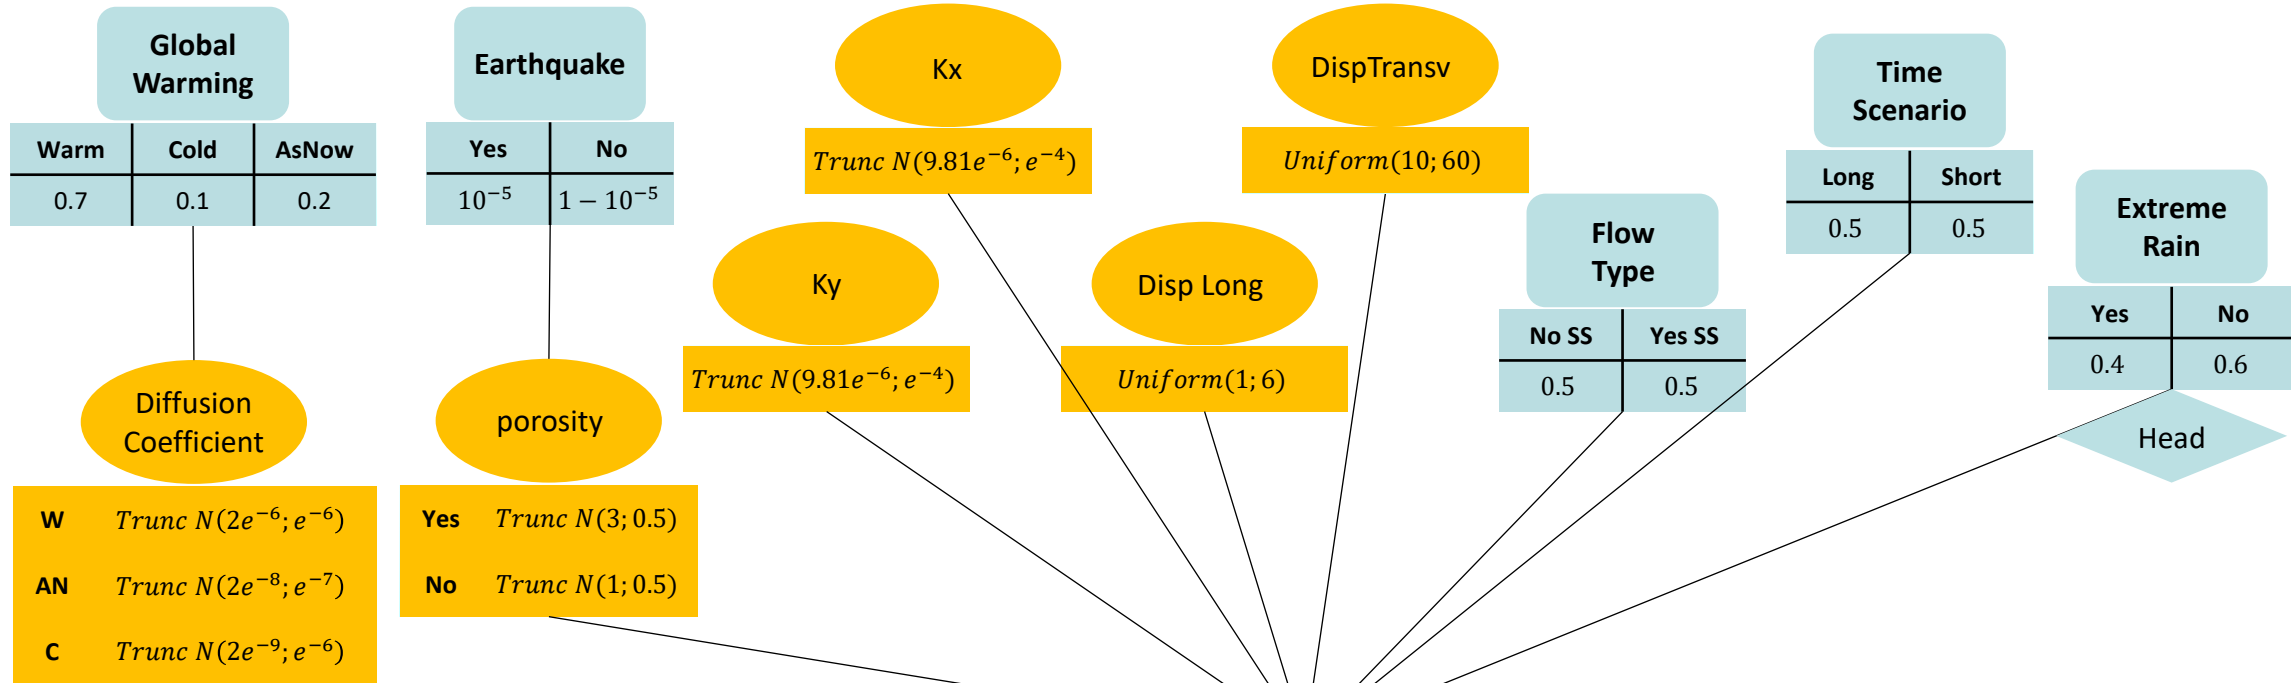 Global
Warming
Warm Cold AsNow
0.7 0.1 0.2
Diffusion
Coefficient
W Trunc N(2e⁻⁶; e⁻⁶)
AN Trunc N(2e⁻⁸; e⁻⁷)
C Trunc N(2e⁻⁹; e⁻⁶)
Earthquake
Yes No
10⁻⁵ 1 − 10⁻⁵
porosity
Yes Trunc N(3; 0.5)
No Trunc N(1; 0.5)
Kx
Trunc N(9.81e⁻⁶; e⁻⁴)
Ky
Trunc N(9.81e⁻⁶; e⁻⁴)
DispTransv
Uniform(10; 60)
Disp Long
Uniform(1; 6)
Flow
Type
No SS Yes SS
0.5 0.5
Time
Scenario
Long Short
0.5 0.5
Extreme
Rain
Yes No
0.4 0.6
Head